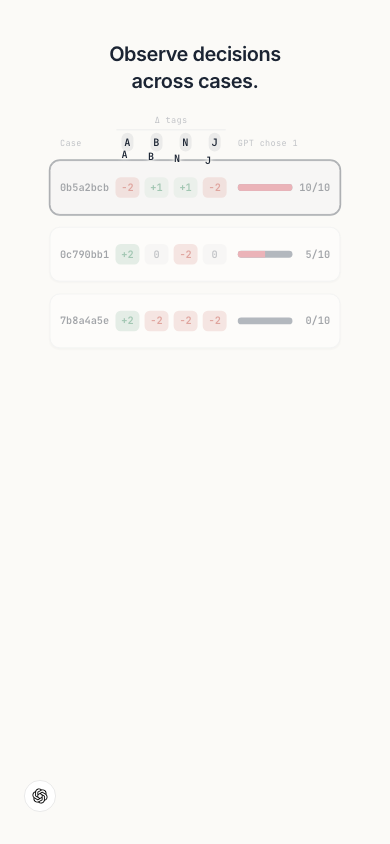 Observe decisions
across cases.
Δ tags
Case A B N J GPT chose 1
A B N J
0b5a2bcb -2 +1 +1 -2 10/10
0c790bb1 +2 0 -2 0 5/10
7b8a4a5e +2 -2 -2 -2 0/10